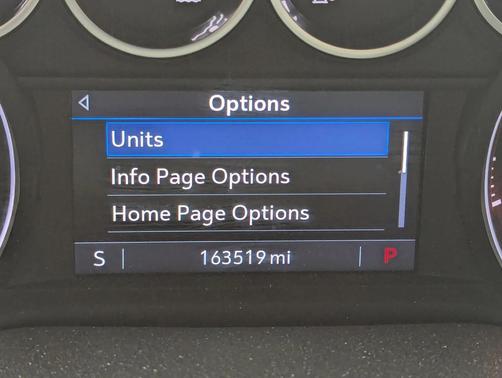 Options
Units
Info Page Options
Home Page Options
S 163519 mi P